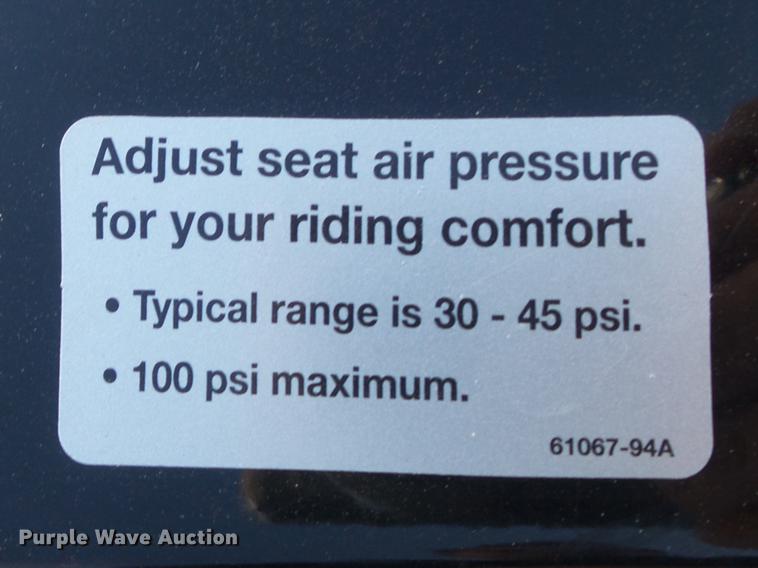 Adjust seat air pressure
for your riding comfort.
• Typical range is 30 - 45 psi.
• 100 psi maximum.
61067-94A
Purple Wave Auction